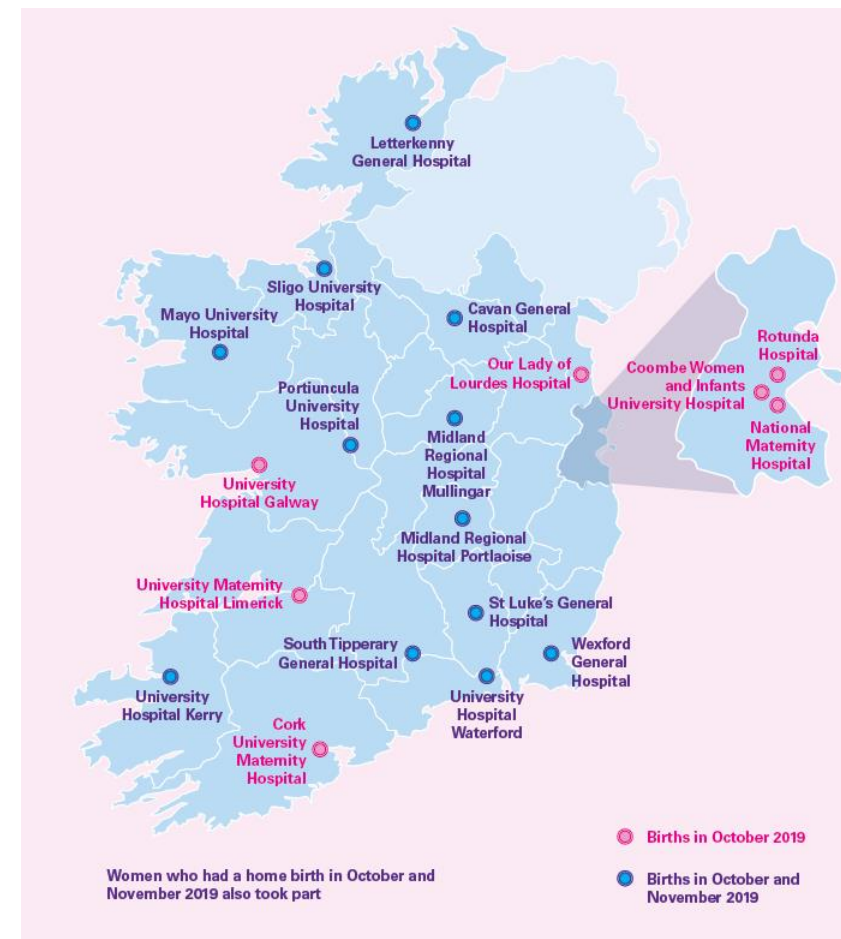 Letterkenny
General Hospital
Sligo University
Hospital
Mayo University
Hospital
Cavan General
Hospital
Rotunda
Hospital
Our Lady of
Lourdes Hospital
Coombe Women
and Infants
University Hospital
National
Maternity
Hospital
Portiuncula
University
Hospital
Midland
Regional
Hospital
Mullingar
University
Hospital Galway
Midland Regional
Hospital Portlaoise
University Maternity
Hospital Limerick
St Luke's General
Hospital
South Tipperary
General Hospital
Wexford
General
Hospital
University
Hospital Kerry
University
Hospital
Waterford
Cork
University
Maternity
Hospital
Births in October 2019
Women who had a home birth in October and
November 2019 also took part
Births in October and
November 2019